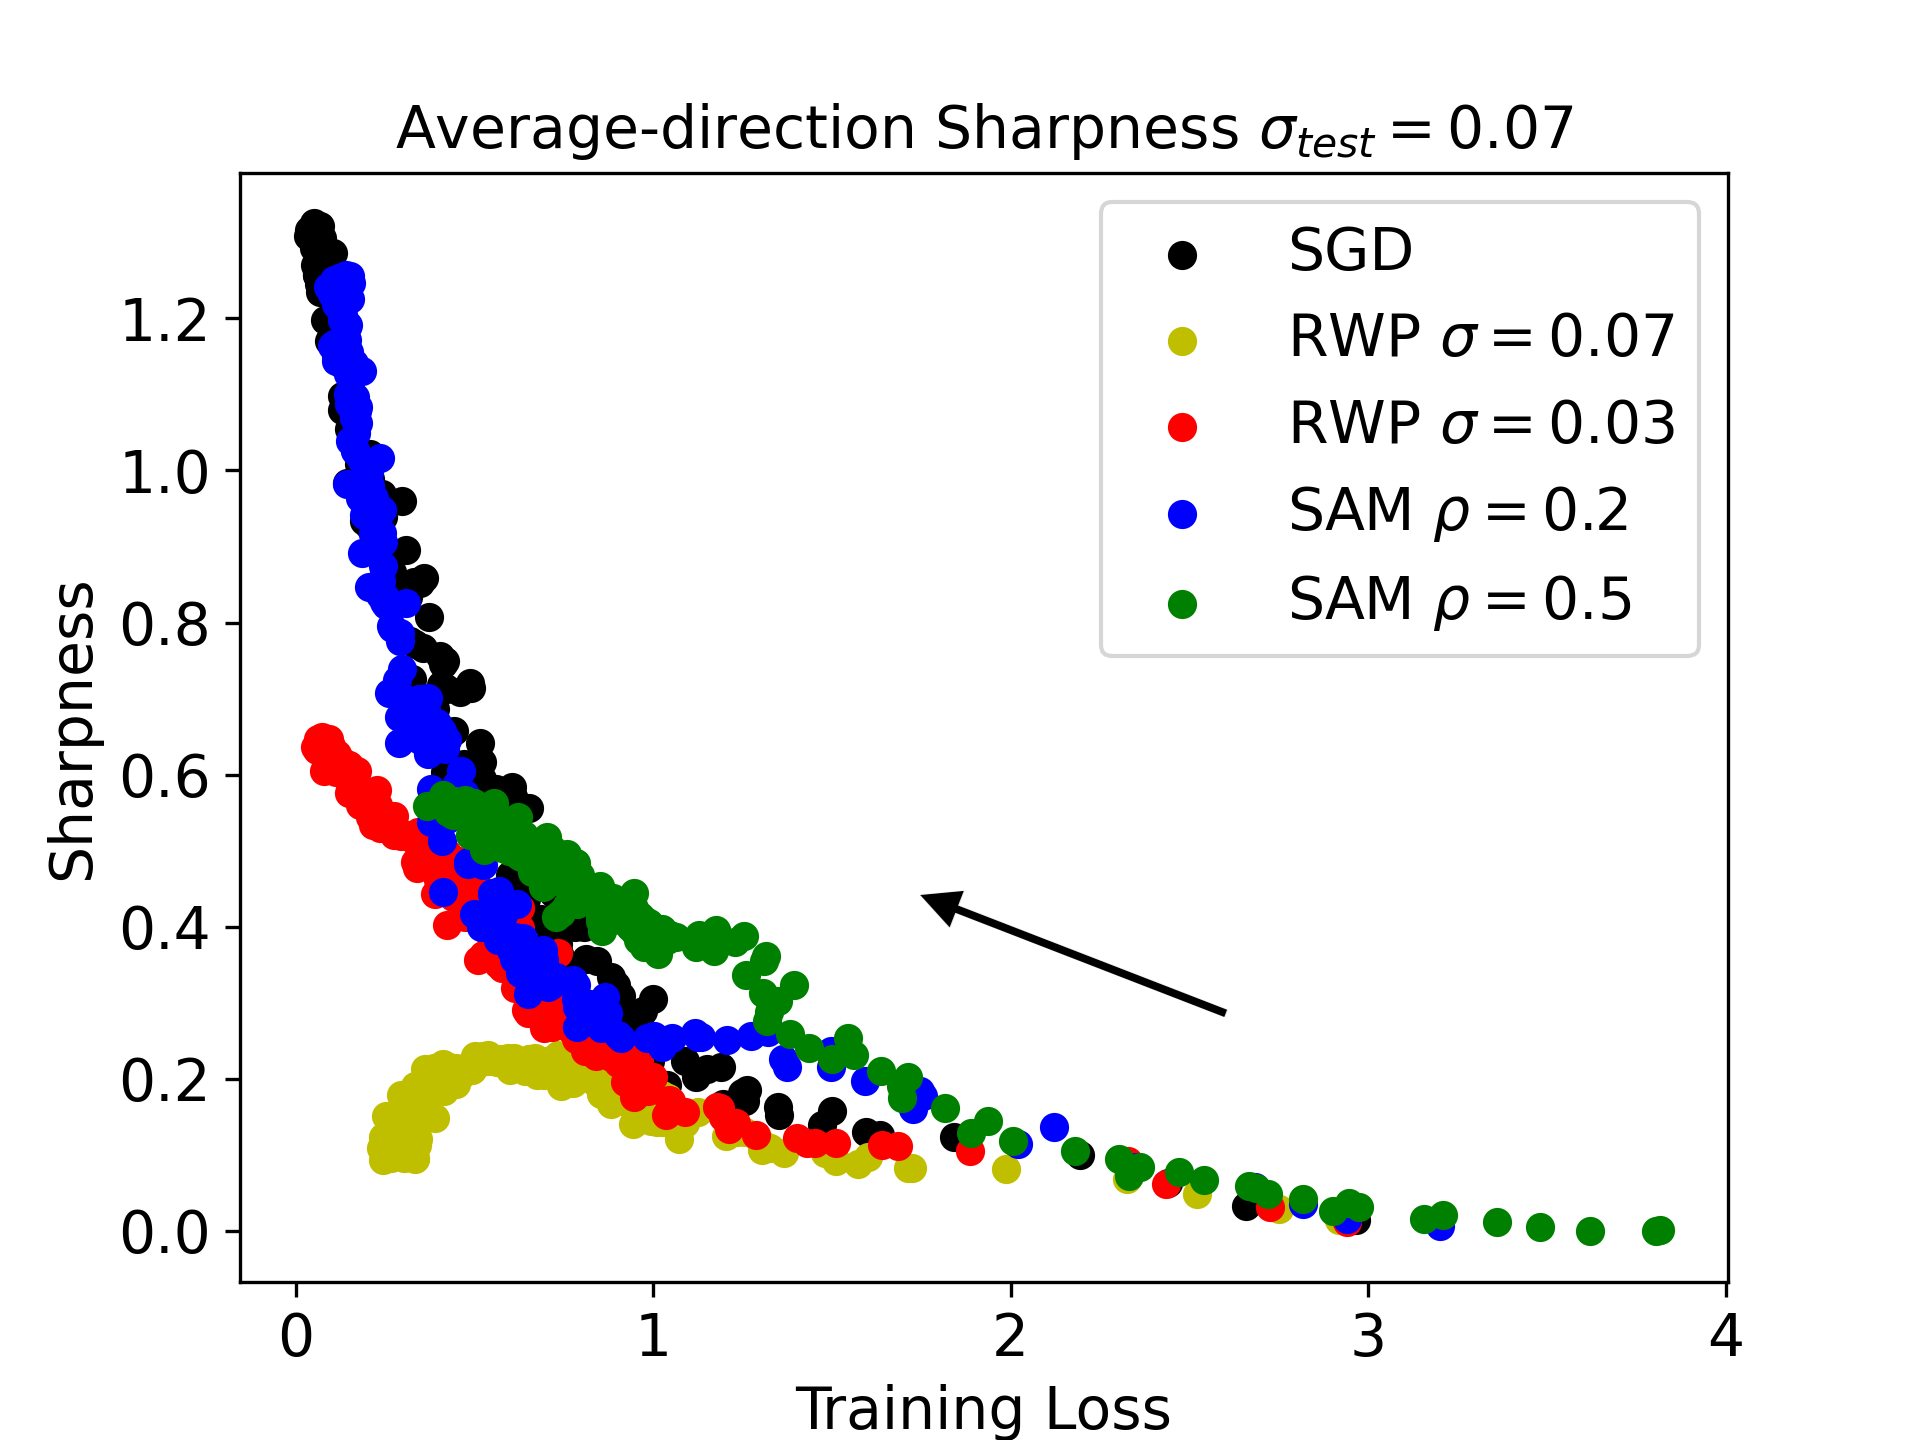 Average-direction Sharpness σ_test = 0.07
SGD
RWP σ = 0.07
RWP σ = 0.03
SAM ρ = 0.2
SAM ρ = 0.5
Sharpness
1.2
1.0
0.8
0.6
0.4
0.2
0.0
0 1 2 3 4
Training Loss